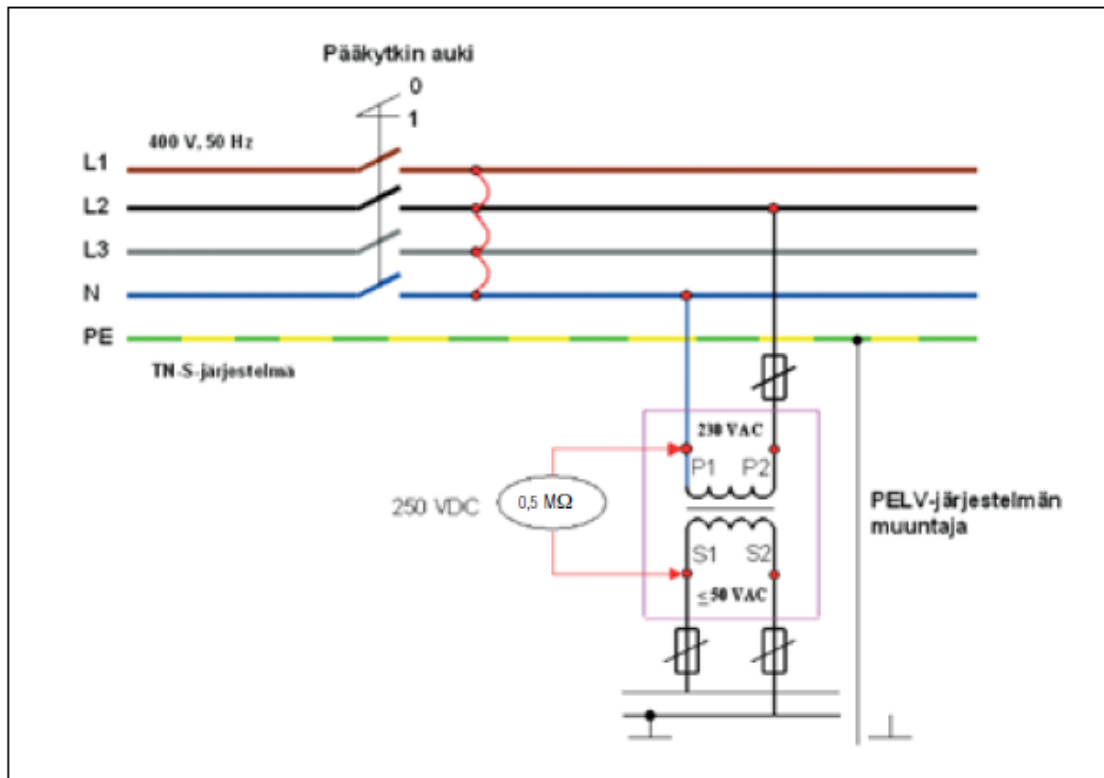 Pääkytkin auki
0
1
400 V, 50 Hz
L1
L2
L3
N
PE
TN-S-järjestelmä
230 VAC
P1 P2
250 VDC
0,5 MΩ
PELV-järjestelmän
muuntaja
S1 S2
≤ 50 VAC